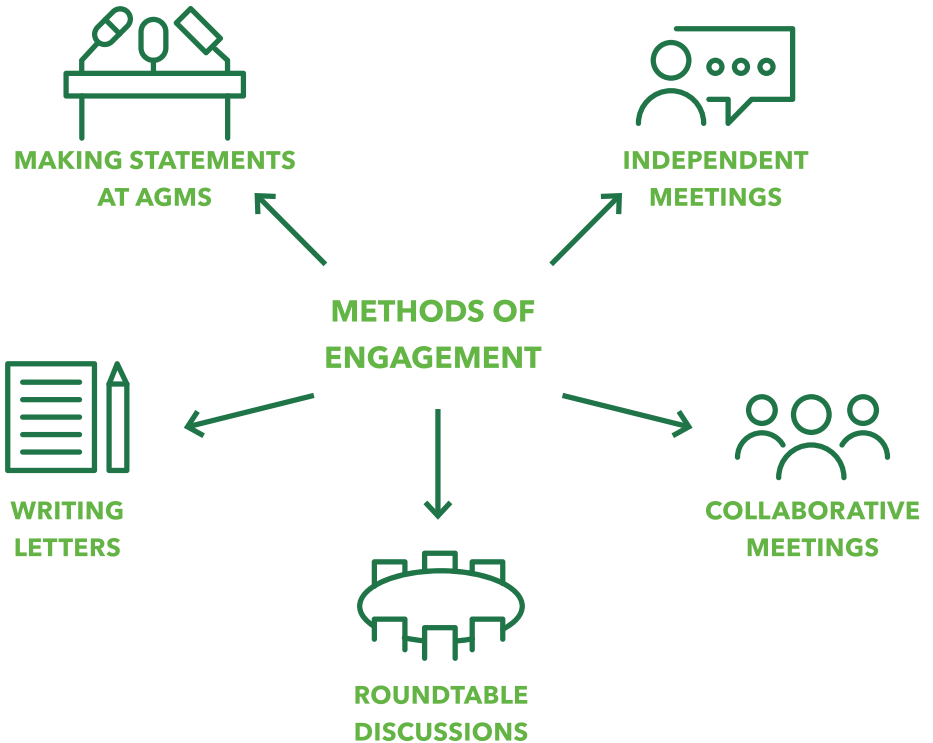 MAKING STATEMENTS
AT AGMS
INDEPENDENT
MEETINGS
METHODS OF
ENGAGEMENT
WRITING
LETTERS
COLLABORATIVE
MEETINGS
ROUNDTABLE
DISCUSSIONS